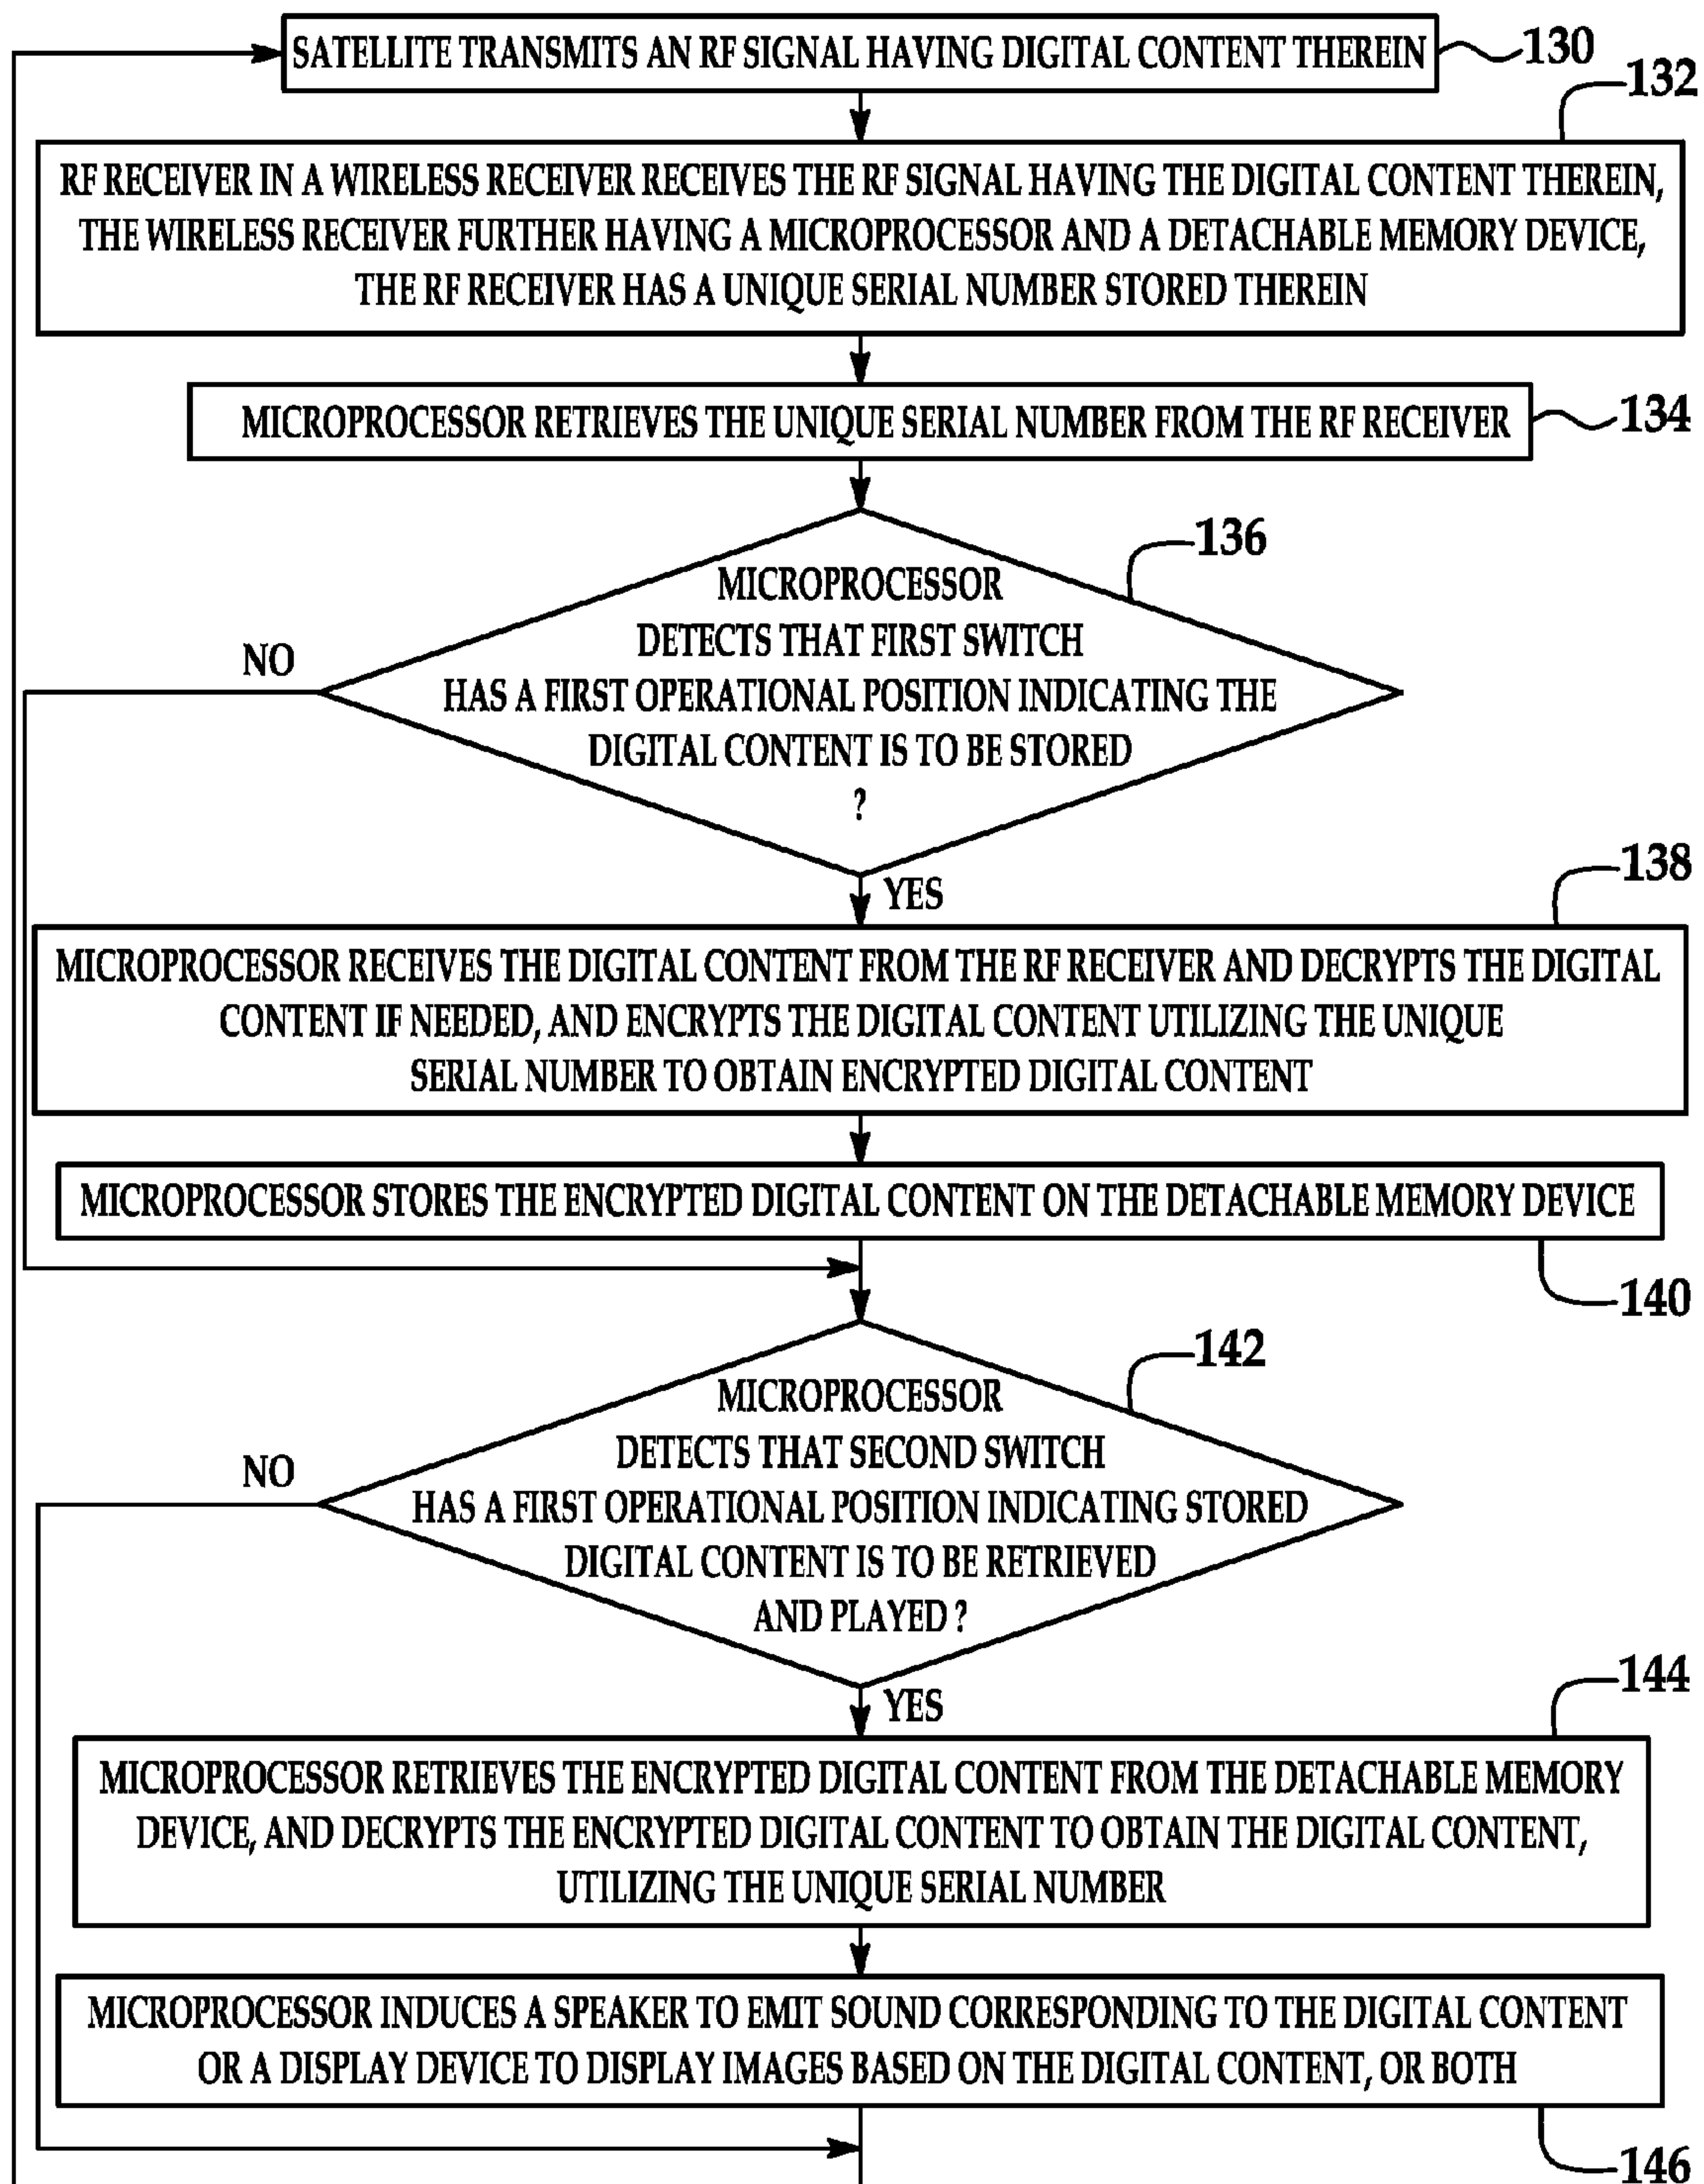 SATELLITE TRANSMITS AN RF SIGNAL HAVING DIGITAL CONTENT THEREIN
130
132
RF RECEIVER IN A WIRELESS RECEIVER RECEIVES THE RF SIGNAL HAVING THE DIGITAL CONTENT THEREIN,
THE WIRELESS RECEIVER FURTHER HAVING A MICROPROCESSOR AND A DETACHABLE MEMORY DEVICE,
THE RF RECEIVER HAS A UNIQUE SERIAL NUMBER STORED THEREIN
MICROPROCESSOR RETRIEVES THE UNIQUE SERIAL NUMBER FROM THE RF RECEIVER
134
136
MICROPROCESSOR
DETECTS THAT FIRST SWITCH
HAS A FIRST OPERATIONAL POSITION INDICATING THE
DIGITAL CONTENT IS TO BE STORED
?
NO
YES
138
MICROPROCESSOR RECEIVES THE DIGITAL CONTENT FROM THE RF RECEIVER AND DECRYPTS THE DIGITAL
CONTENT IF NEEDED, AND ENCRYPTS THE DIGITAL CONTENT UTILIZING THE UNIQUE
SERIAL NUMBER TO OBTAIN ENCRYPTED DIGITAL CONTENT
MICROPROCESSOR STORES THE ENCRYPTED DIGITAL CONTENT ON THE DETACHABLE MEMORY DEVICE
140
142
MICROPROCESSOR
DETECTS THAT SECOND SWITCH
HAS A FIRST OPERATIONAL POSITION INDICATING STORED
DIGITAL CONTENT IS TO BE RETRIEVED
AND PLAYED ?
NO
YES
144
MICROPROCESSOR RETRIEVES THE ENCRYPTED DIGITAL CONTENT FROM THE DETACHABLE MEMORY
DEVICE, AND DECRYPTS THE ENCRYPTED DIGITAL CONTENT TO OBTAIN THE DIGITAL CONTENT,
UTILIZING THE UNIQUE SERIAL NUMBER
MICROPROCESSOR INDUCES A SPEAKER TO EMIT SOUND CORRESPONDING TO THE DIGITAL CONTENT
OR A DISPLAY DEVICE TO DISPLAY IMAGES BASED ON THE DIGITAL CONTENT, OR BOTH
146